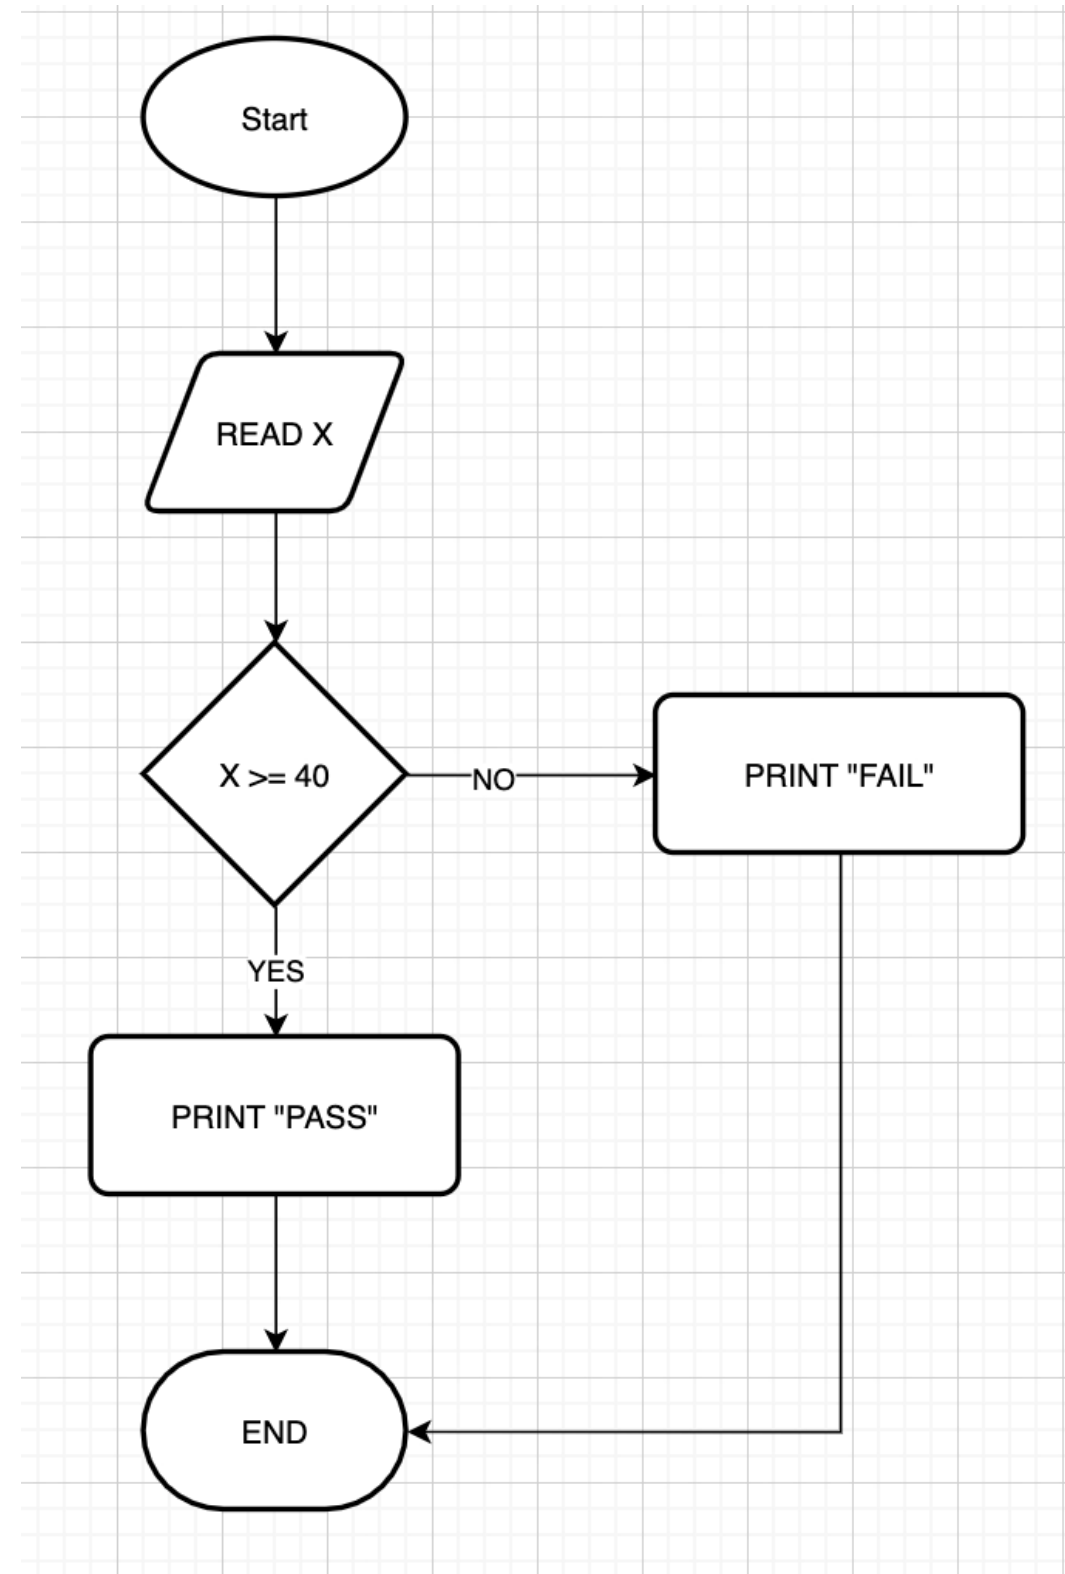 Start
READ X
X >= 40
NO
PRINT "FAIL"
YES
PRINT "PASS"
END